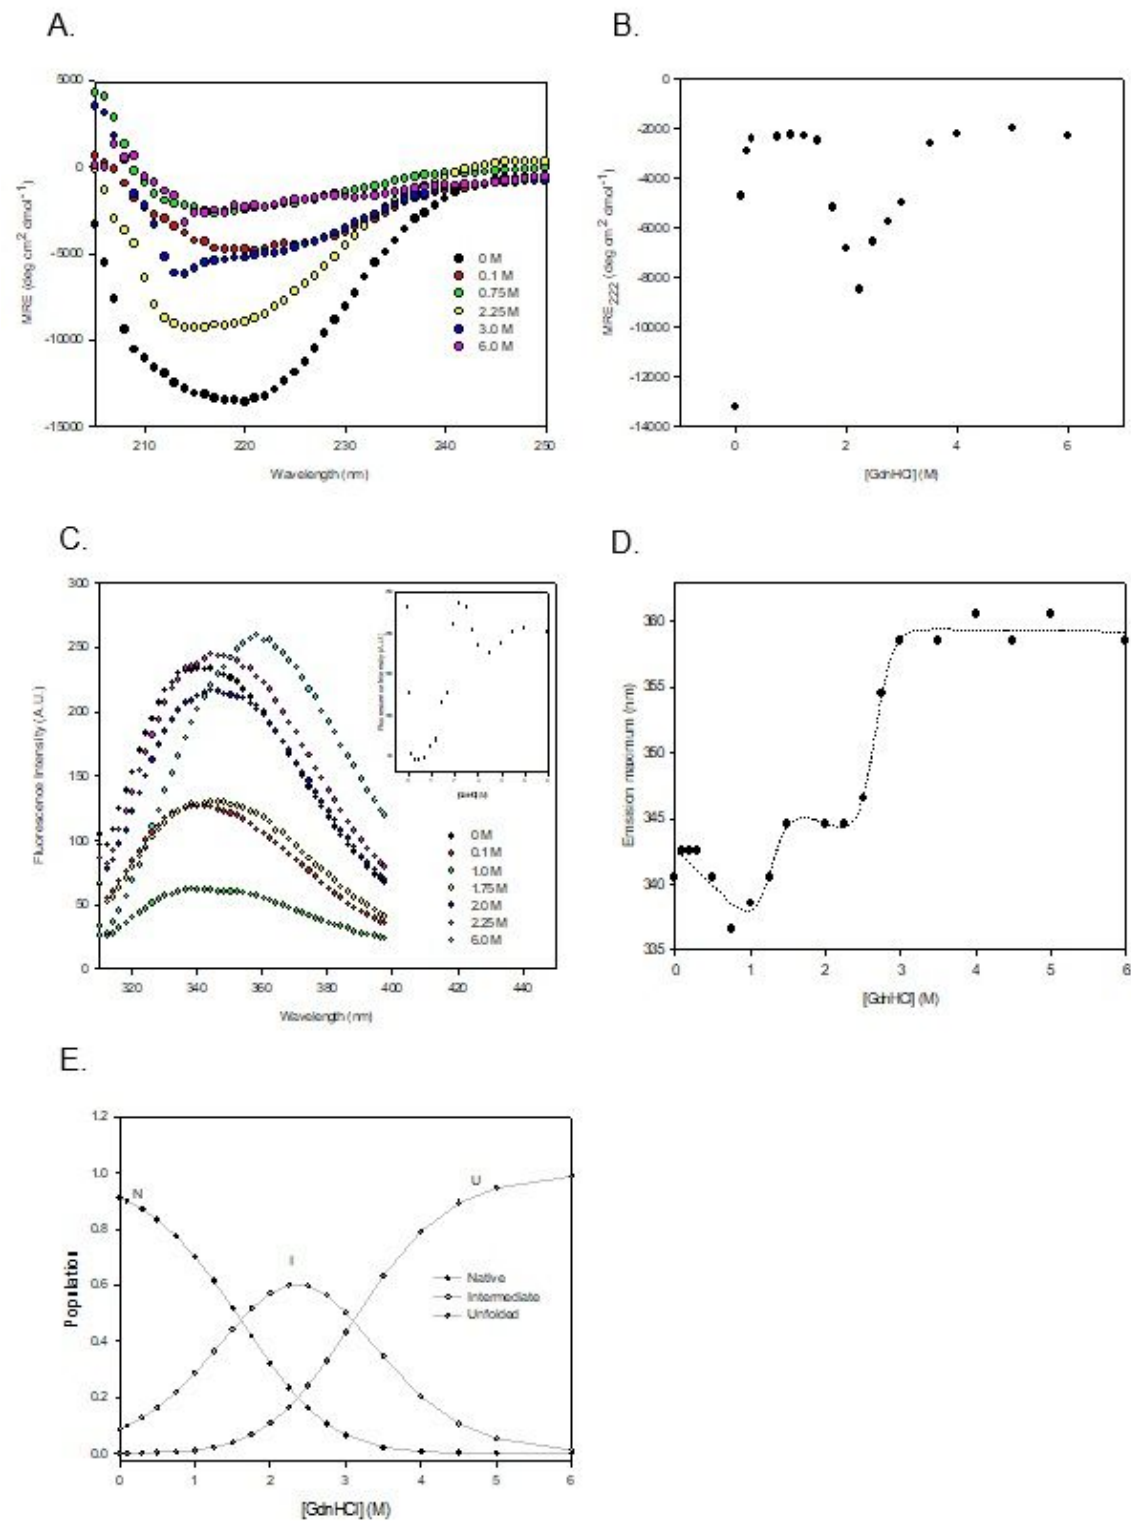 A.
B.
5000
0
-5000
-10000
-15000
MRE (deg cm2 dmol-1)
0 M
0.1 M
0.75 M
2.25 M
3.0 M
6.0 M
210 220 230 240 250
Wavelength (nm)
0
-2000
-4000
-6000
-8000
-10000
-12000
-14000
MRE222 (deg cm2 dmol-1)
0 2 4 6
[GdnHCl] (M)
C.
D.
300
250
200
150
100
50
0
Fluorescence Intensity (A.U.)
0 M
0.1 M
1.0 M
1.75 M
2.0 M
2.25 M
6.0 M
320 340 360 380 400 420 440
Wavelength (nm)
360
355
350
345
340
335
Emission maximum (nm)
0 1 2 3 4 5 6
[GdnHCl] (M)
E.
1.2
1.0
0.8
0.6
0.4
0.2
0.0
Population
N
I
U
Native
Intermediate
Unfolded
0 1 2 3 4 5 6
[GdnHCl] (M)